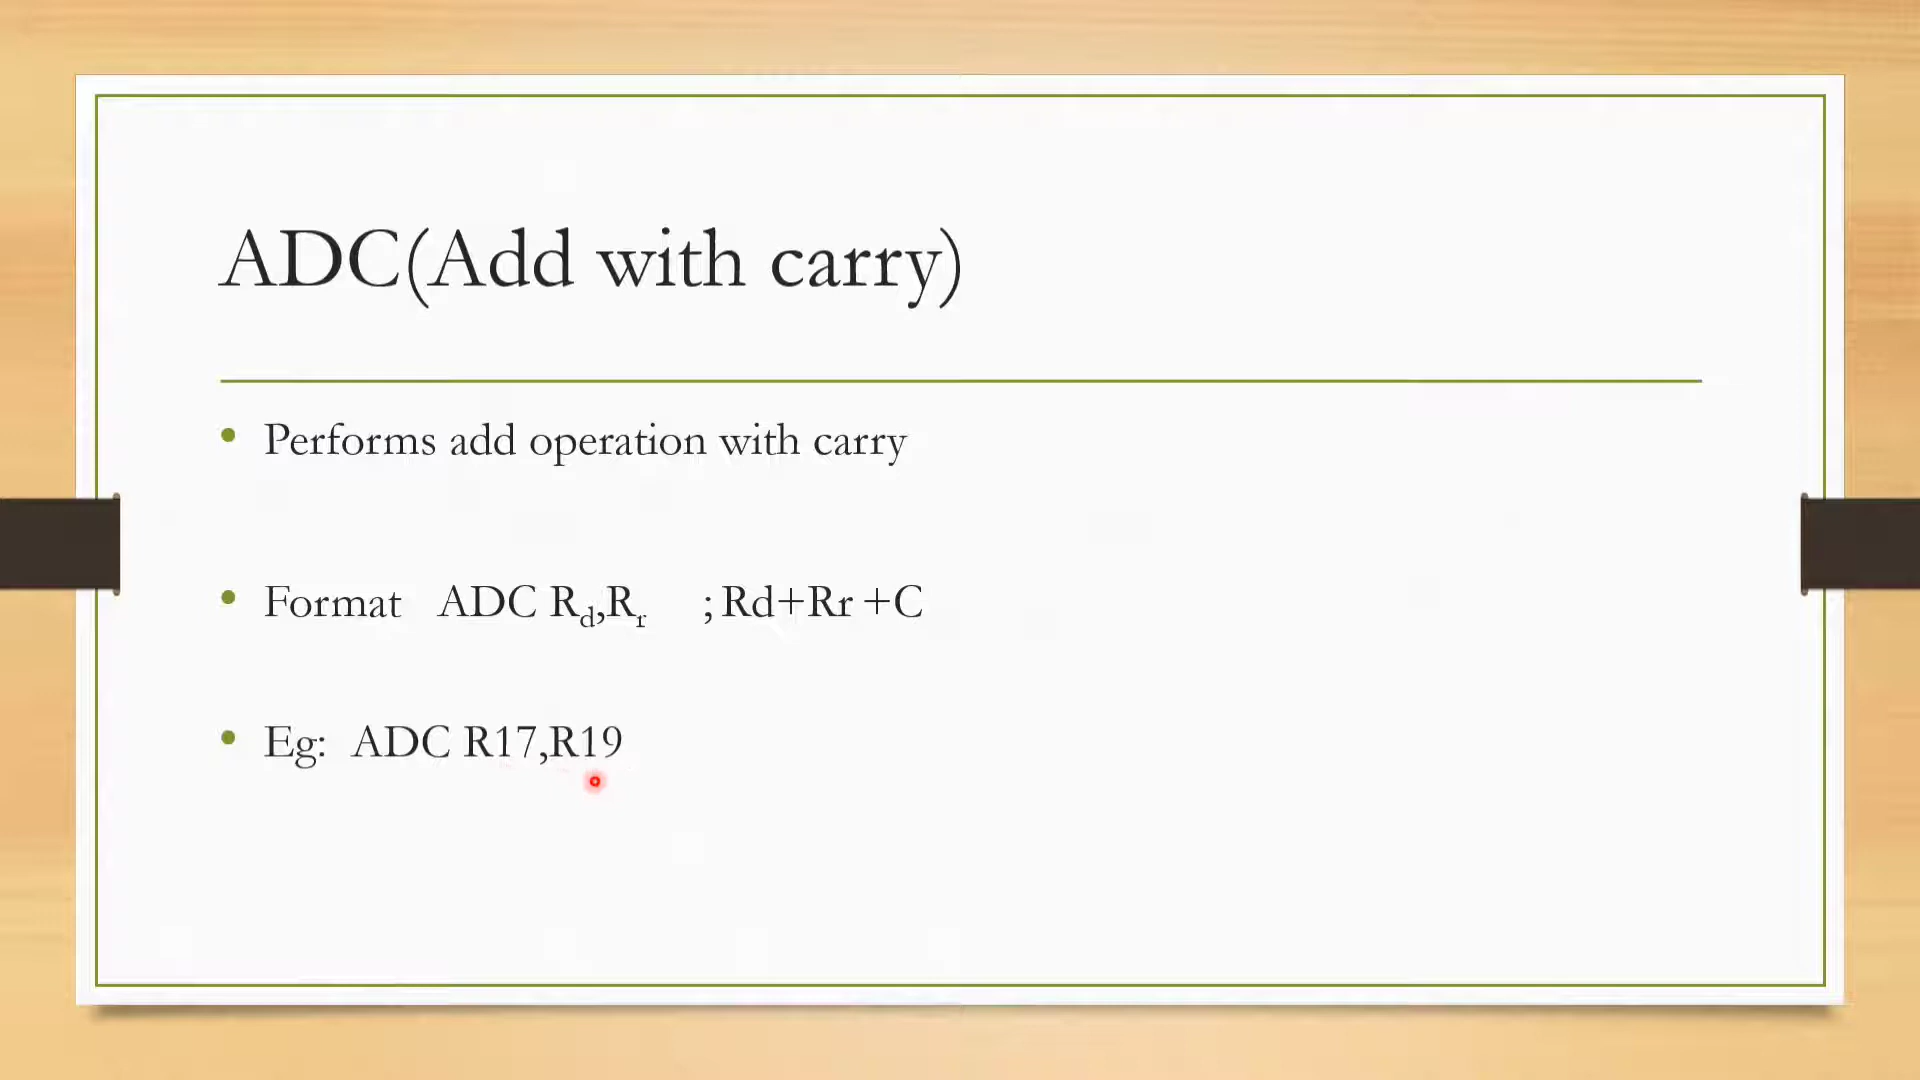 ADC(Add with carry)
• Performs add operation with carry
• Format ADC Rd,Rr ; Rd+Rr +C
• Eg: ADC R17,R19